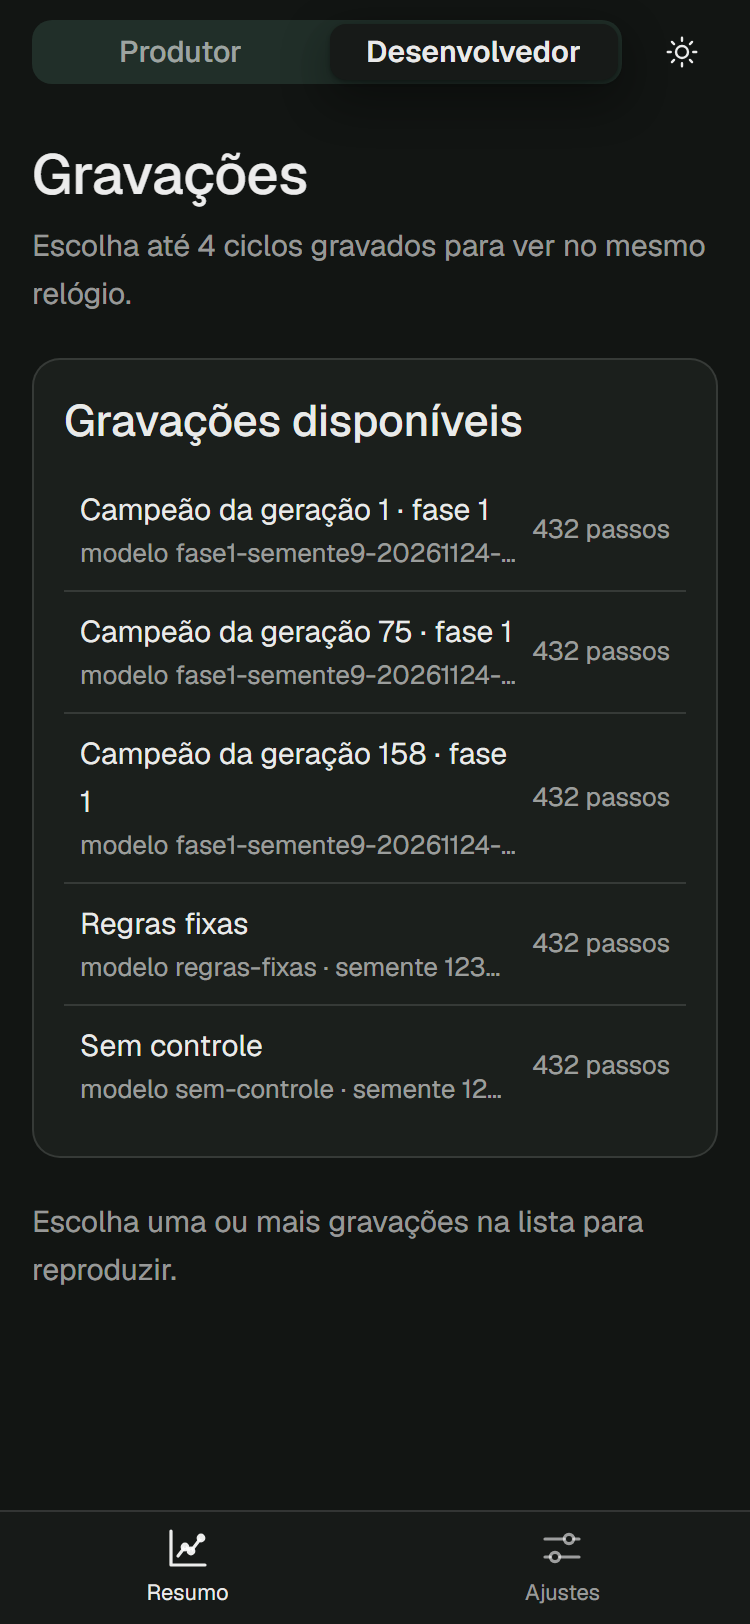 Produtor
Desenvolvedor
Gravações
Escolha até 4 ciclos gravados para ver no mesmo
relógio.
Gravações disponíveis
Campeão da geração 1 · fase 1
modelo fase1-semente9-20261124-...
432 passos
Campeão da geração 75 · fase 1
modelo fase1-semente9-20261124-...
432 passos
Campeão da geração 158 · fase
1
modelo fase1-semente9-20261124-...
432 passos
Regras fixas
modelo regras-fixas · semente 123...
432 passos
Sem controle
modelo sem-controle · semente 12...
432 passos
Escolha uma ou mais gravações na lista para
reproduzir.
Resumo
Ajustes